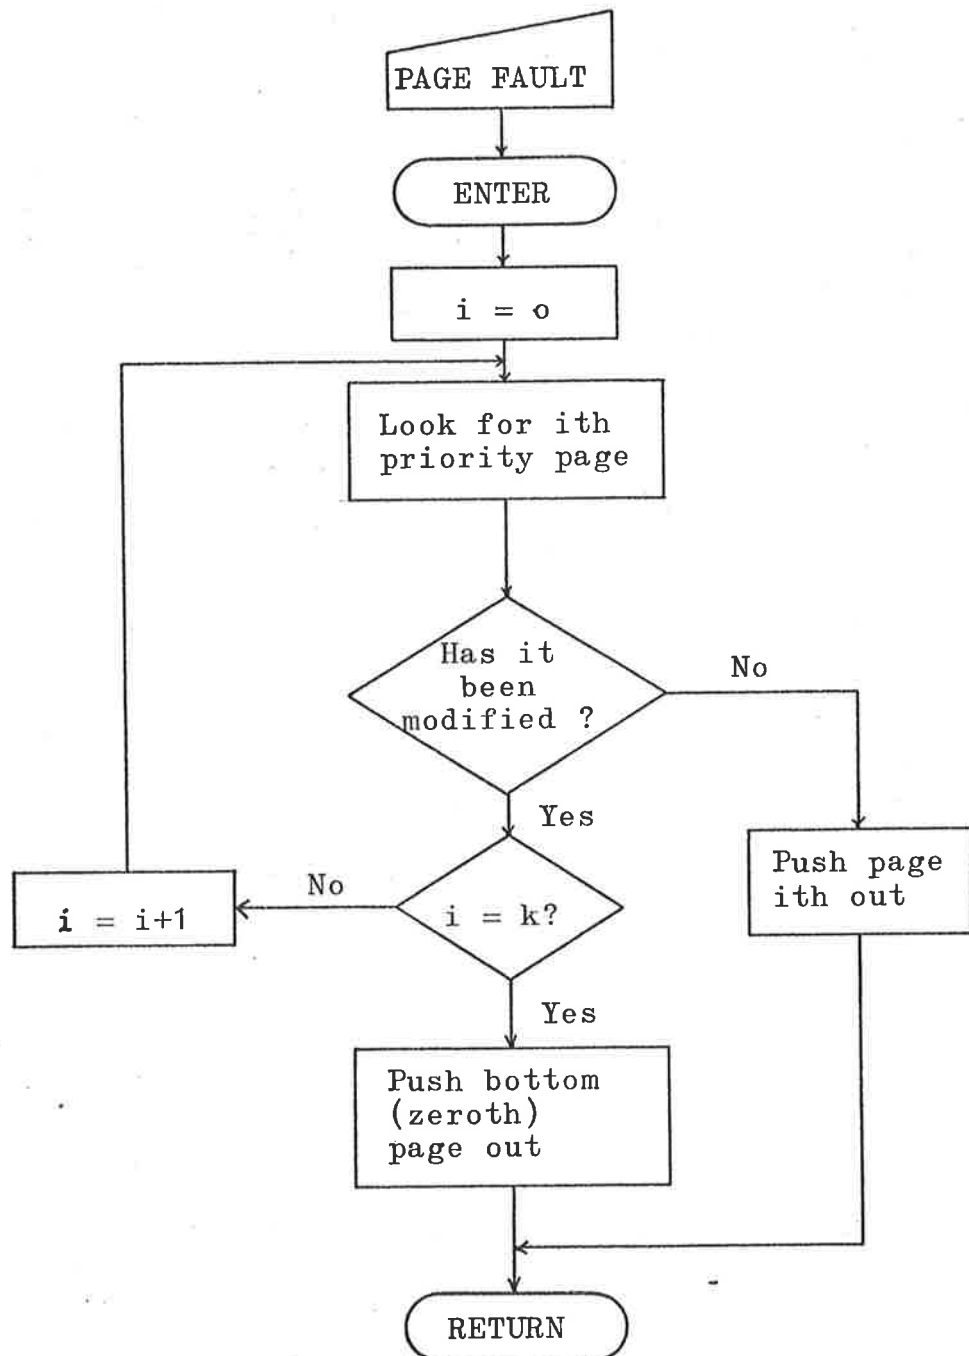 PAGE FAULT
ENTER
i = o
Look for ith
priority page
Has it
been
modified ?
No
Yes
Push page
ith out
i = k?
No
i = i+1
Yes
Push bottom
(zeroth)
page out
RETURN